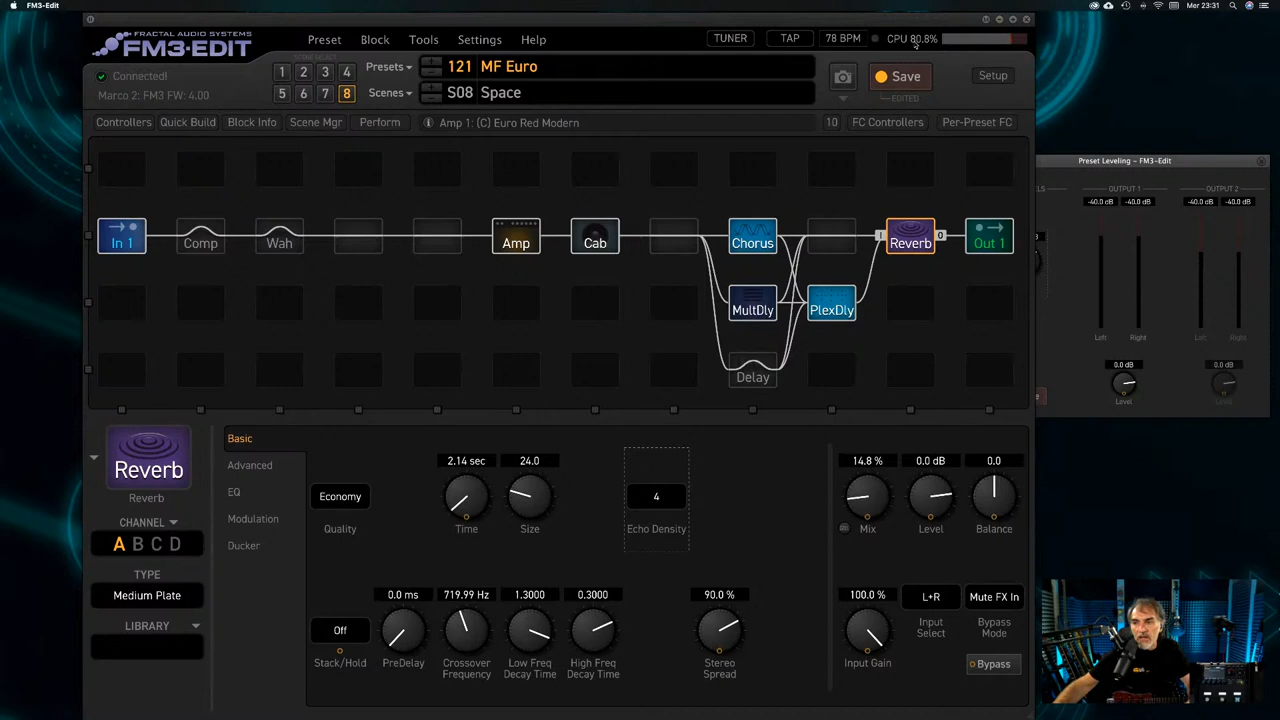 FM3-Edit
Mer 23:31
FRACTAL AUDIO SYSTEMS
FM3-EDIT
Preset Block Tools Settings Help
TUNER TAP 78 BPM CPU 80.8%
Connected!
Marco 2: FM3 FW: 4.00
SCENE SELECT
1 2 3 4
5 6 7 8
Presets 121 MF Euro
Scenes S08 Space
Save
EDITED
Setup
Controllers Quick Build Block Info Scene Mgr Perform
Amp 1: (C) Euro Red Modern
10 FC Controllers Per-Preset FC
In 1 Comp Wah Amp Cab Chorus Reverb Out 1
MultDly PlexDly
Delay
Preset Leveling – FM3-Edit
OUTPUT 1 OUTPUT 2
-40.0 dB -40.0 dB -40.0 dB -40.0 dB
Left Right Left Right
0.0 dB 0.0 dB
Level Level
Reverb
Reverb
CHANNEL
A B C D
TYPE
Medium Plate
LIBRARY
Basic
Advanced
EQ
Modulation
Ducker
2.14 sec 24.0 14.8 % 0.0 dB 0.0
Economy 4
Quality Time Size Echo Density Mix Level Balance
0.0 ms 719.99 Hz 1.3000 0.3000 90.0 % 100.0 %
L+R Mute FX In
Off
Stack/Hold PreDelay Crossover Frequency Low Freq Decay Time High Freq Decay Time Stereo Spread Input Gain
Input Select Bypass Mode
Bypass